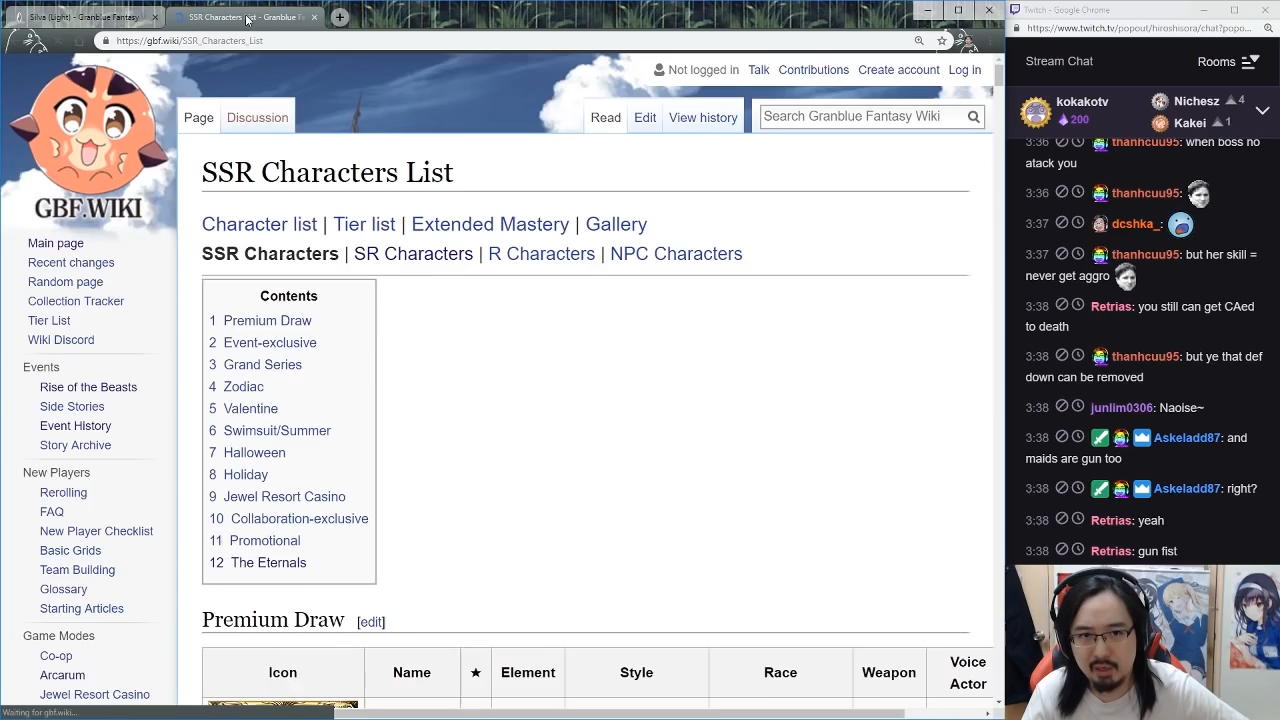 Silva (Light) - Granblue Fantasy
SSR Characters List - Granblue Fa
https://gbf.wiki/SSR_Characters_List
Not logged in Talk Contributions Create account Log in
Page Discussion Read Edit View history Search Granblue Fantasy Wiki
GBF.WIKI
Main page
Recent changes
Random page
Collection Tracker
Tier List
Wiki Discord
Events
Rise of the Beasts
Side Stories
Event History
Story Archive
New Players
Rerolling
FAQ
New Player Checklist
Basic Grids
Team Building
Glossary
Starting Articles
Game Modes
Co-op
Arcarum
Jewel Resort Casino
Waiting for gbf.wiki...
SSR Characters List
Character list | Tier list | Extended Mastery | Gallery
SSR Characters | SR Characters | R Characters | NPC Characters
Contents
1 Premium Draw
2 Event-exclusive
3 Grand Series
4 Zodiac
5 Valentine
6 Swimsuit/Summer
7 Halloween
8 Holiday
9 Jewel Resort Casino
10 Collaboration-exclusive
11 Promotional
12 The Eternals
Premium Draw [edit]
Icon Name ★ Element Style Race Weapon Voice
Actor
Twitch - Google Chrome
https://www.twitch.tv/popout/hiroshisora/chat?popo...
Stream Chat Rooms
kokakotv
200
Nichesz 4
Kakei 1
3:36 thanhcuu95: when boss no
atack you
3:36 thanhcuu95:
3:37 dcshka_:
3:37 thanhcuu95: but her skill =
never get aggro
3:38 Retrias: you still can get CAed
to death
3:38 thanhcuu95: but ye that def
down can be removed
3:38 junlim0306: Naoise~
3:38 Askeladd87: and
maids are gun too
3:38 Askeladd87: right?
3:38 Retrias: yeah
3:38 Retrias: gun fist